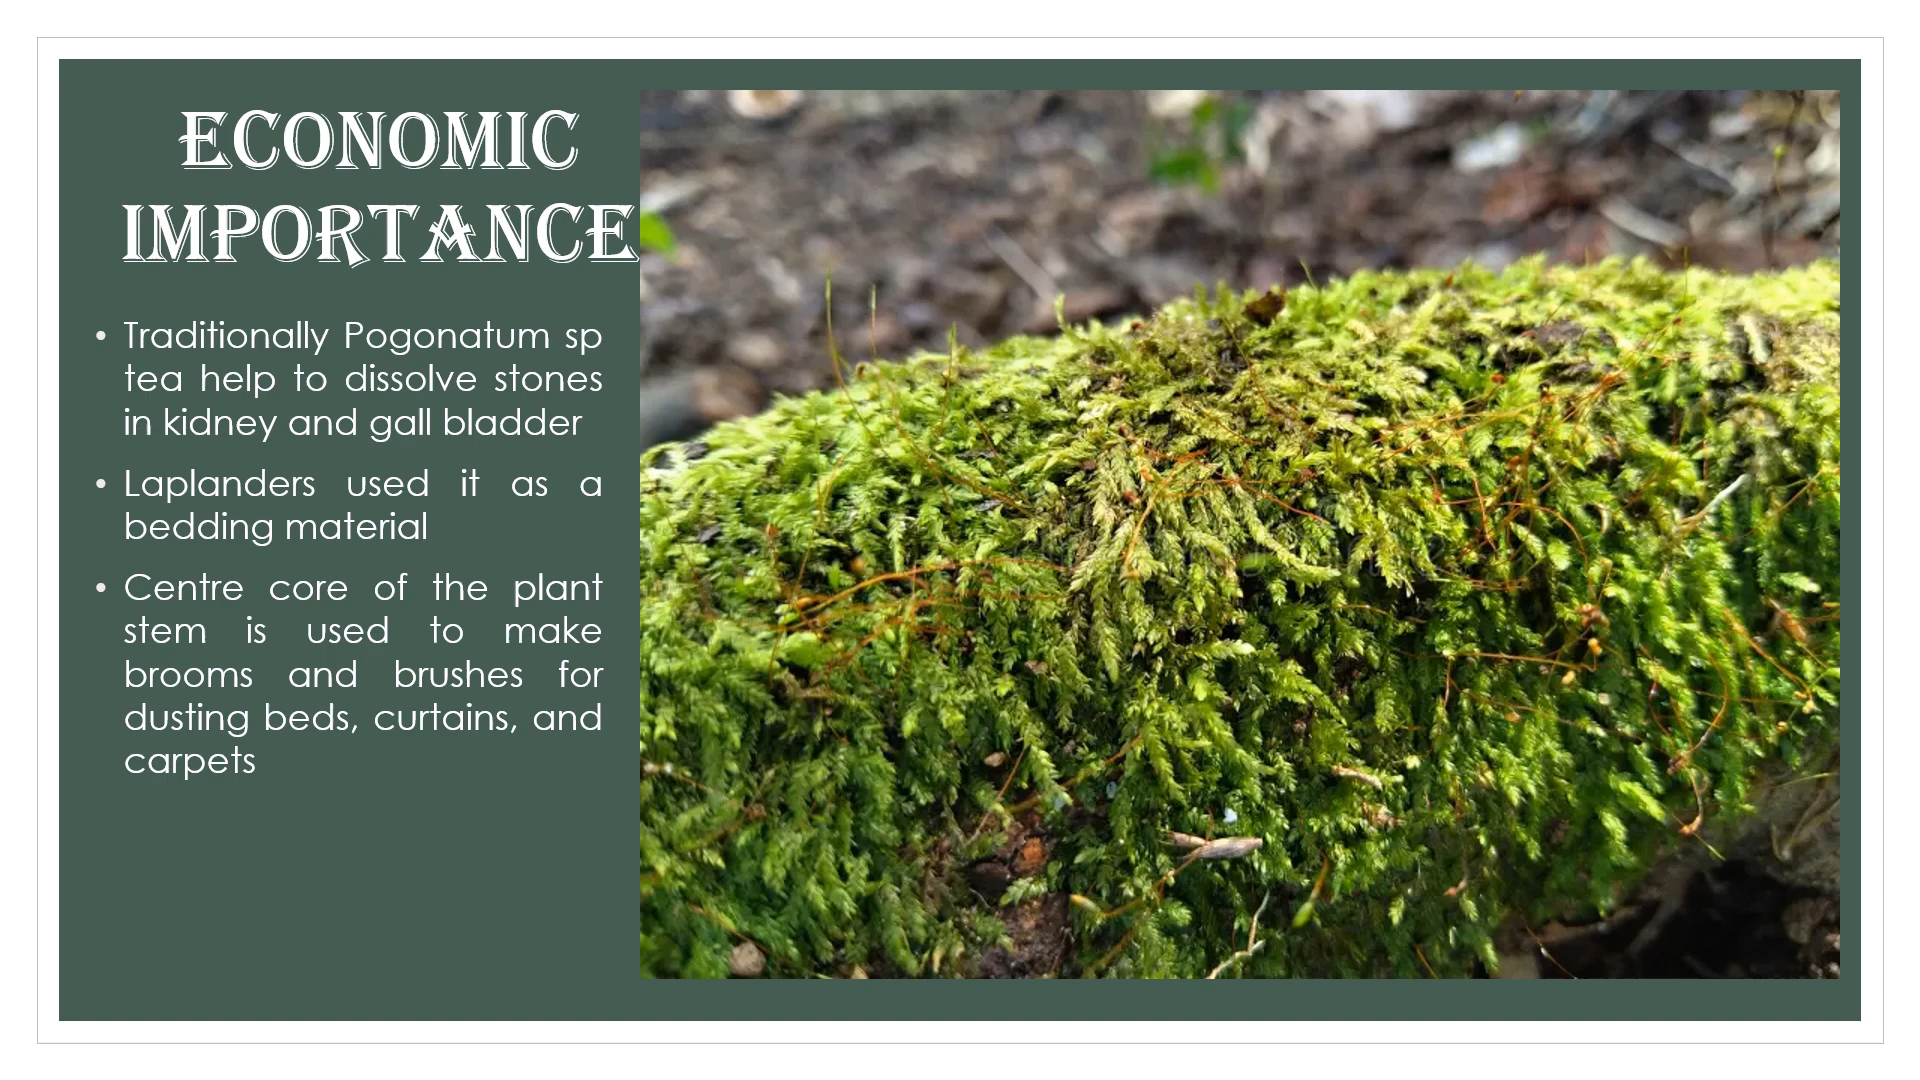 ECONOMIC
IMPORTANCE
• Traditionally Pogonatum sp
tea help to dissolve stones
in kidney and gall bladder
• Laplanders used it as a
bedding material
• Centre core of the plant
stem is used to make
brooms and brushes for
dusting beds, curtains, and
carpets